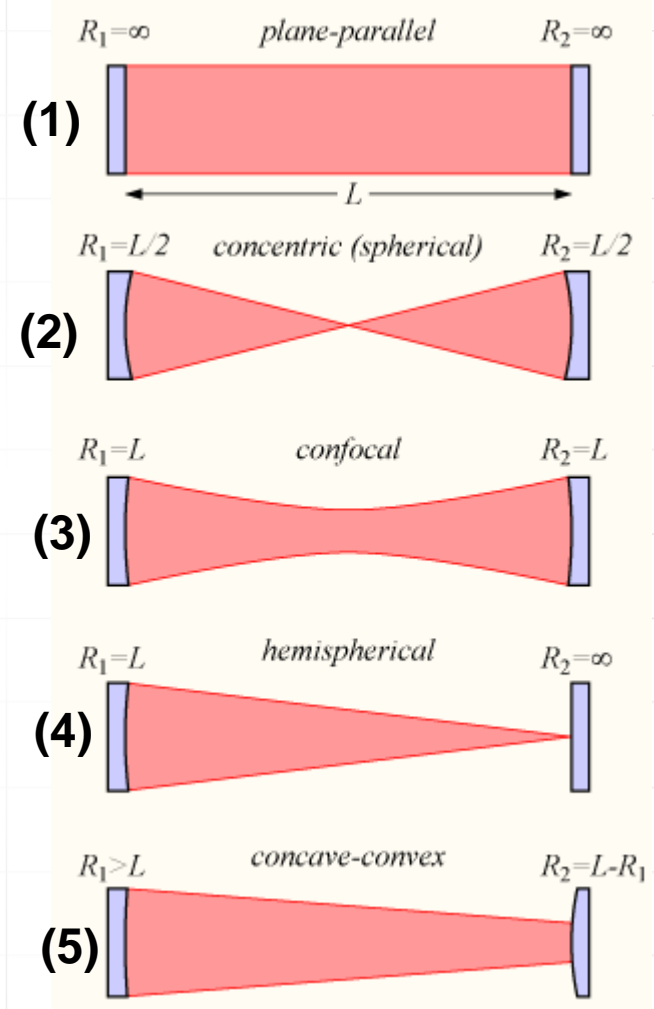 R₁=∞ plane-parallel R₂=∞
(1)
L
R₁=L/2 concentric (spherical) R₂=L/2
(2)
R₁=L confocal R₂=L
(3)
R₁=L hemispherical R₂=∞
(4)
R₁>L concave-convex R₂=L-R₁
(5)